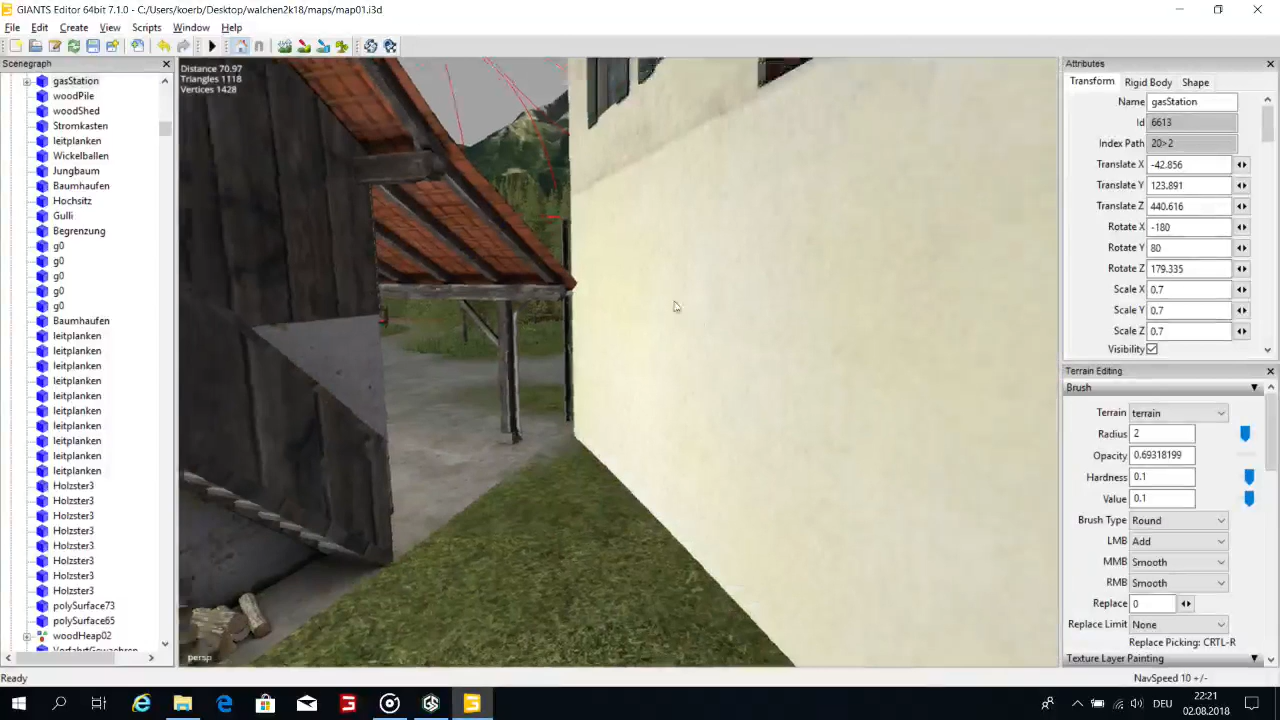 GIANTS Editor 64bit 7.1.0 - C:/Users/koerb/Desktop/walchen2k18/maps/map01.i3d
File Edit Create View Scripts Window Help
Scenegraph
gasStation
woodPile
woodShed
Stromkasten
leitplanken
Wickelballen
Jungbaum
Baumhaufen
Hochsitz
Gulli
Begrenzung
g0
g0
g0
g0
g0
Baumhaufen
leitplanken
leitplanken
leitplanken
leitplanken
leitplanken
leitplanken
leitplanken
leitplanken
leitplanken
leitplanken
Holzster3
Holzster3
Holzster3
Holzster3
Holzster3
Holzster3
Holzster3
Holzster3
polySurface73
polySurface65
woodHeap02
VorfahrtGewaehren
Distance 70.97
Triangles 1118
Vertices 1428
persp
Attributes
Transform Rigid Body Shape
Name gasStation
Id 6613
Index Path 20>2
Translate X -42.856
Translate Y 123.891
Translate Z 440.616
Rotate X -180
Rotate Y 80
Rotate Z 179.335
Scale X 0.7
Scale Y 0.7
Scale Z 0.7
Visibility
Terrain Editing
Brush
Terrain terrain
Radius 2
Opacity 0.69318199
Hardness 0.1
Value 0.1
Brush Type Round
LMB Add
MMB Smooth
RMB Smooth
Replace 0
Replace Limit None
Replace Picking: CRTL-R
Texture Layer Painting
Ready
NavSpeed 10 +/-
DEU
22:21
02.08.2018